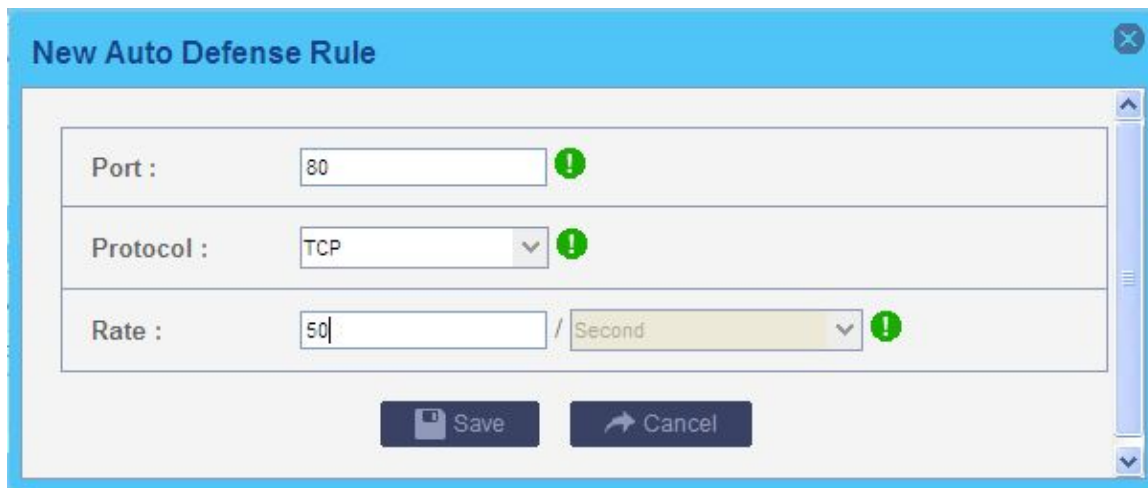 New Auto Defense Rule
Port : 80
Protocol : TCP
Rate : 50 / Second
Save Cancel